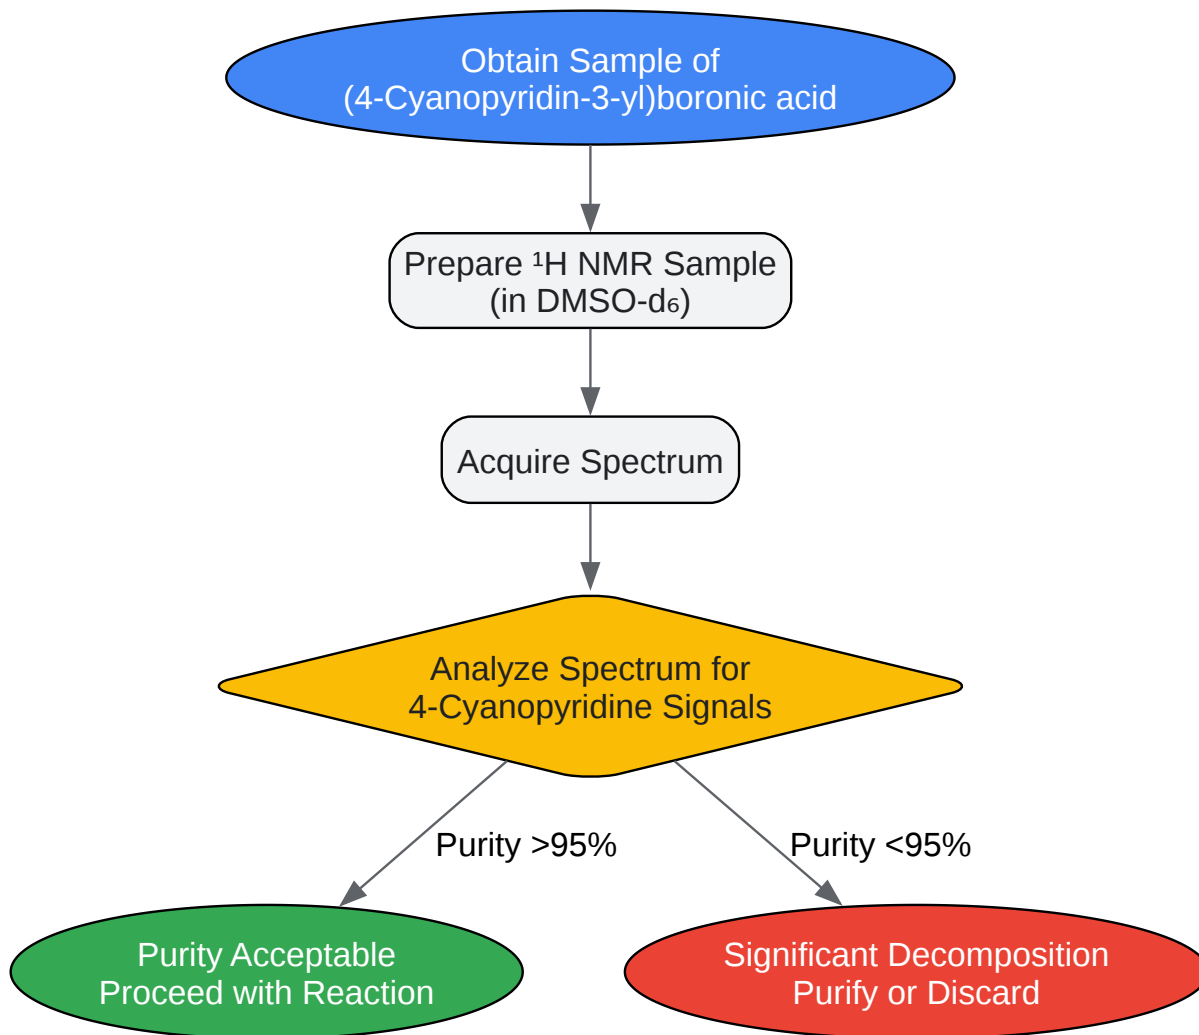 Obtain Sample of
(4-Cyanopyridin-3-yl)boronic acid
Prepare ¹H NMR Sample
(in DMSO-d₆)
Acquire Spectrum
Analyze Spectrum for
4-Cyanopyridine Signals
Purity >95%
Purity <95%
Purity Acceptable
Proceed with Reaction
Significant Decomposition
Purify or Discard